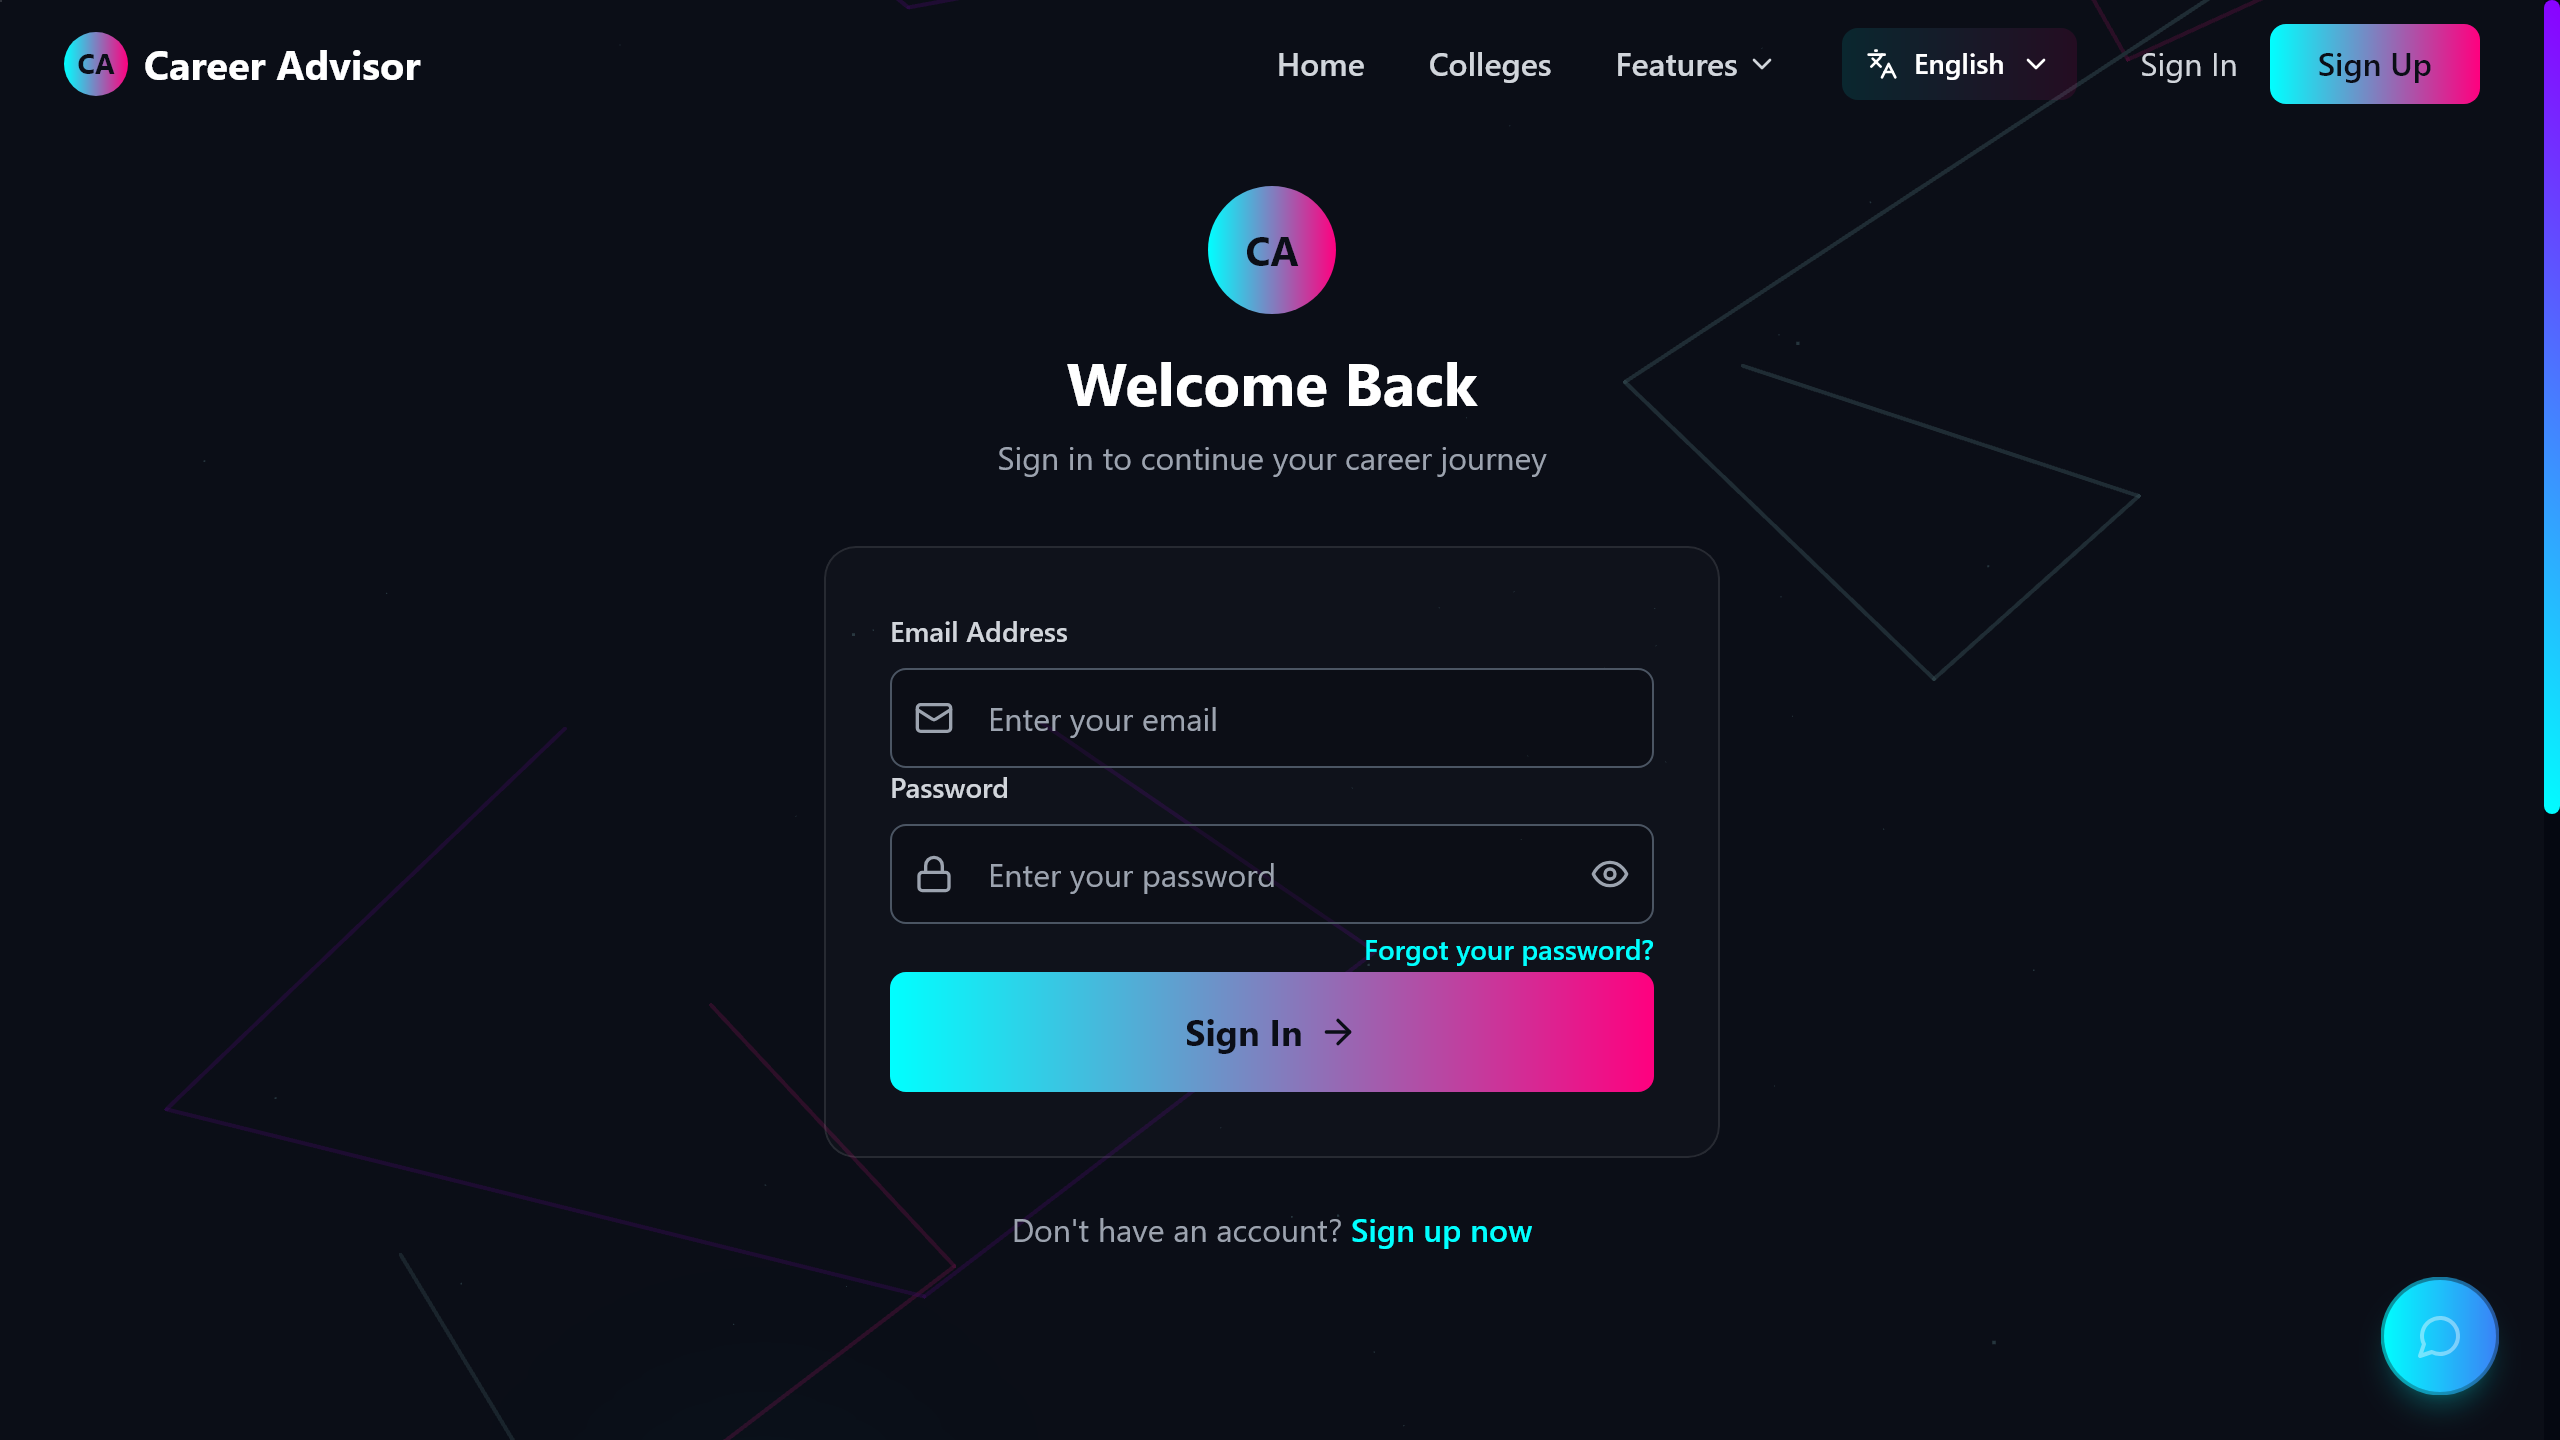 CA Career Advisor Home Colleges Features English Sign In Sign Up
CA
Welcome Back
Sign in to continue your career journey
Email Address
Enter your email
Password
Enter your password
Forgot your password?
Sign In
Don't have an account? Sign up now